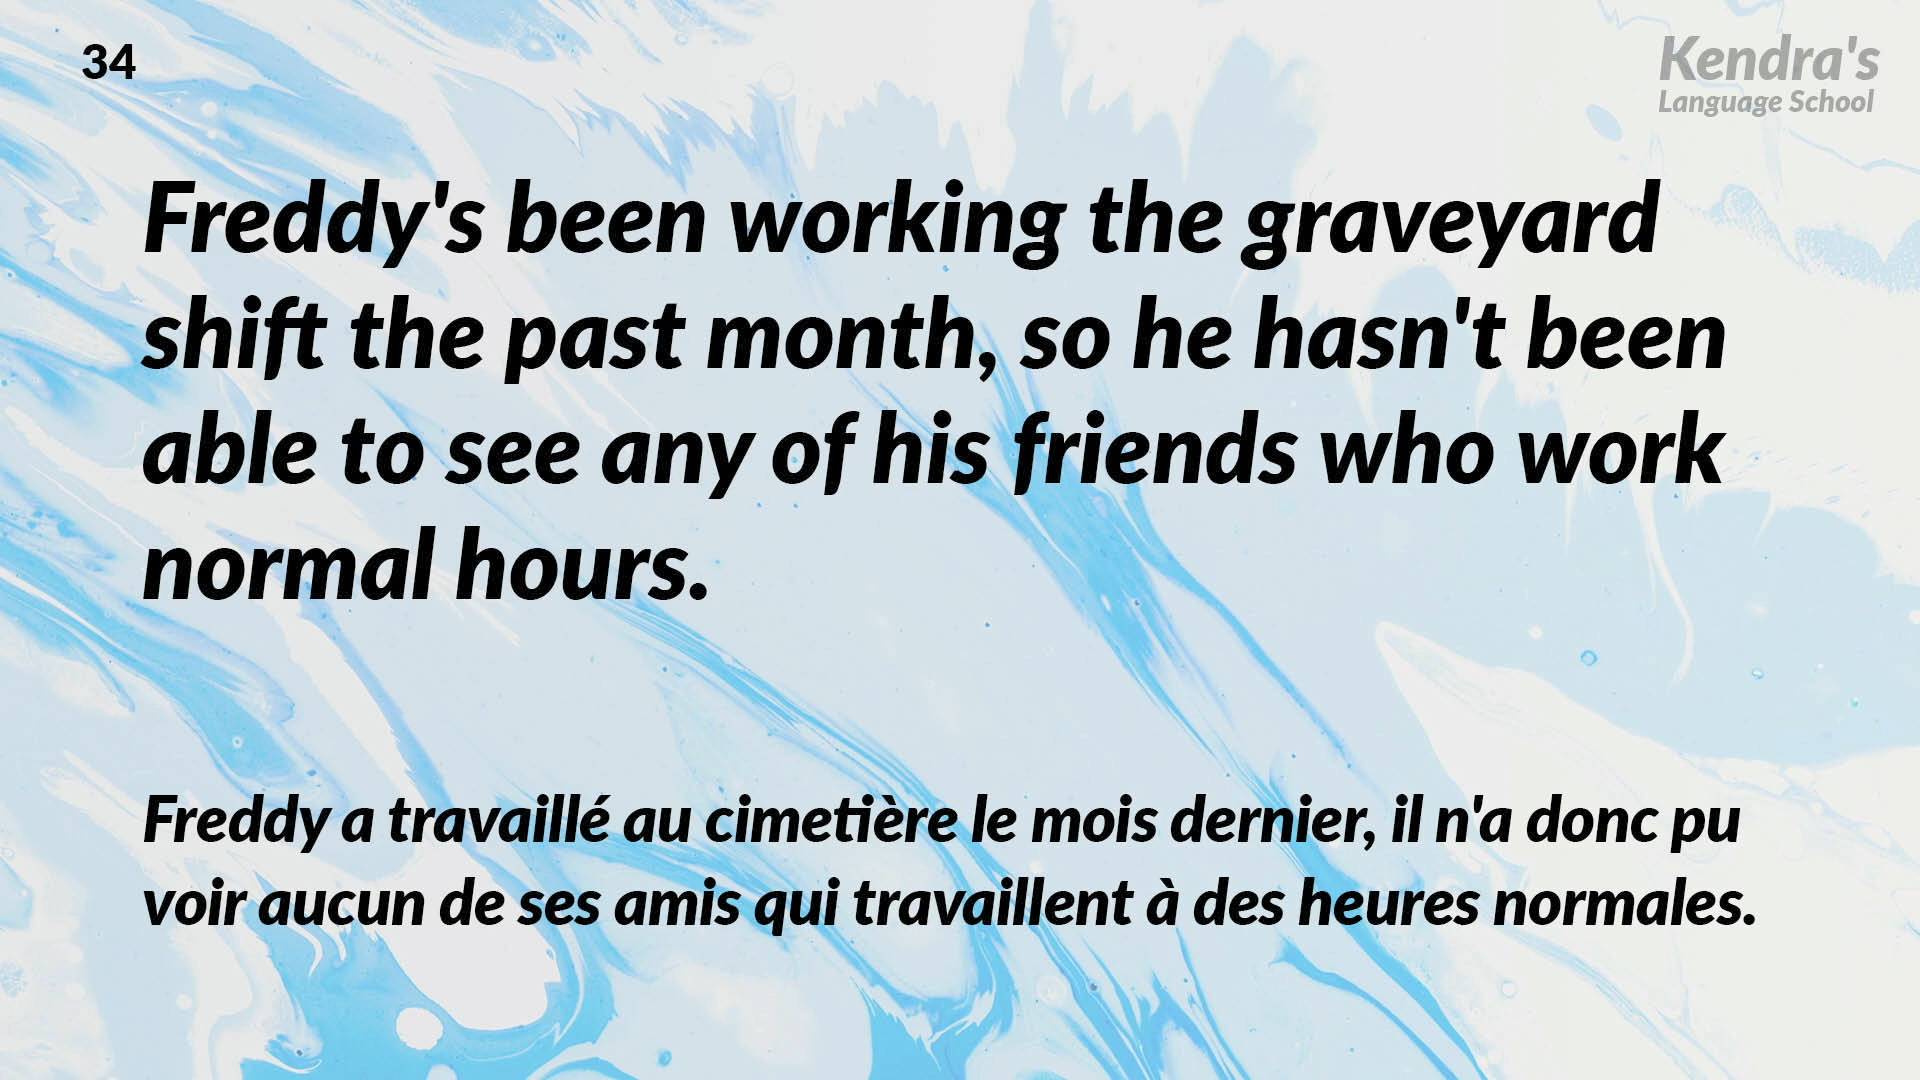 34
Kendra's
Language School
Freddy's been working the graveyard
shift the past month, so he hasn't been
able to see any of his friends who work
normal hours.
Freddy a travaillé au cimetière le mois dernier, il n'a donc pu
voir aucun de ses amis qui travaillent à des heures normales.